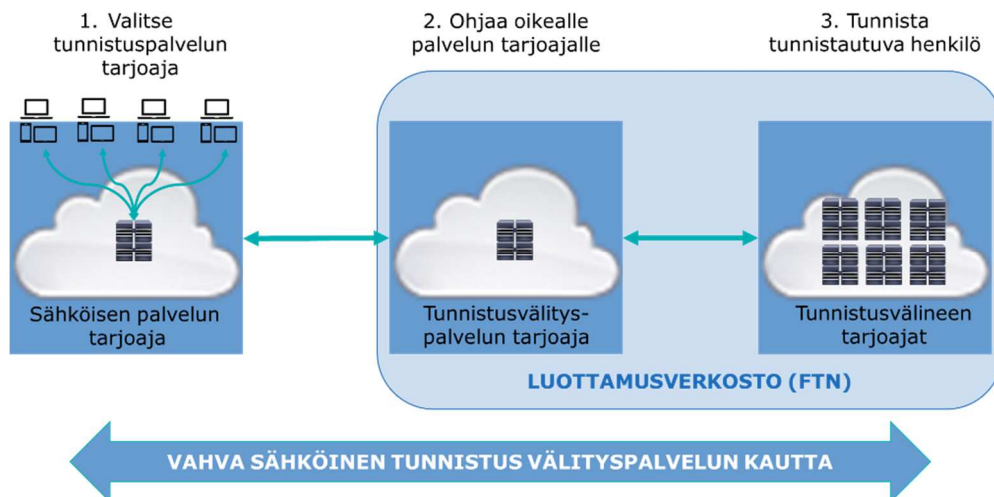 1. Valitse
tunnistuspalvelun
tarjoaja
2. Ohjaa oikealle
palvelun tarjoajalle
3. Tunnista
tunnistautuva henkilö
Sähköisen palvelun
tarjoaja
Tunnistusvälitys-
palvelun tarjoaja
Tunnistusvälineen
tarjoajat
LUOTTAMUSVERKOSTO (FTN)
VAHVA SÄHKÖINEN TUNNISTUS VÄLITYSPALVELUN KAUTTA